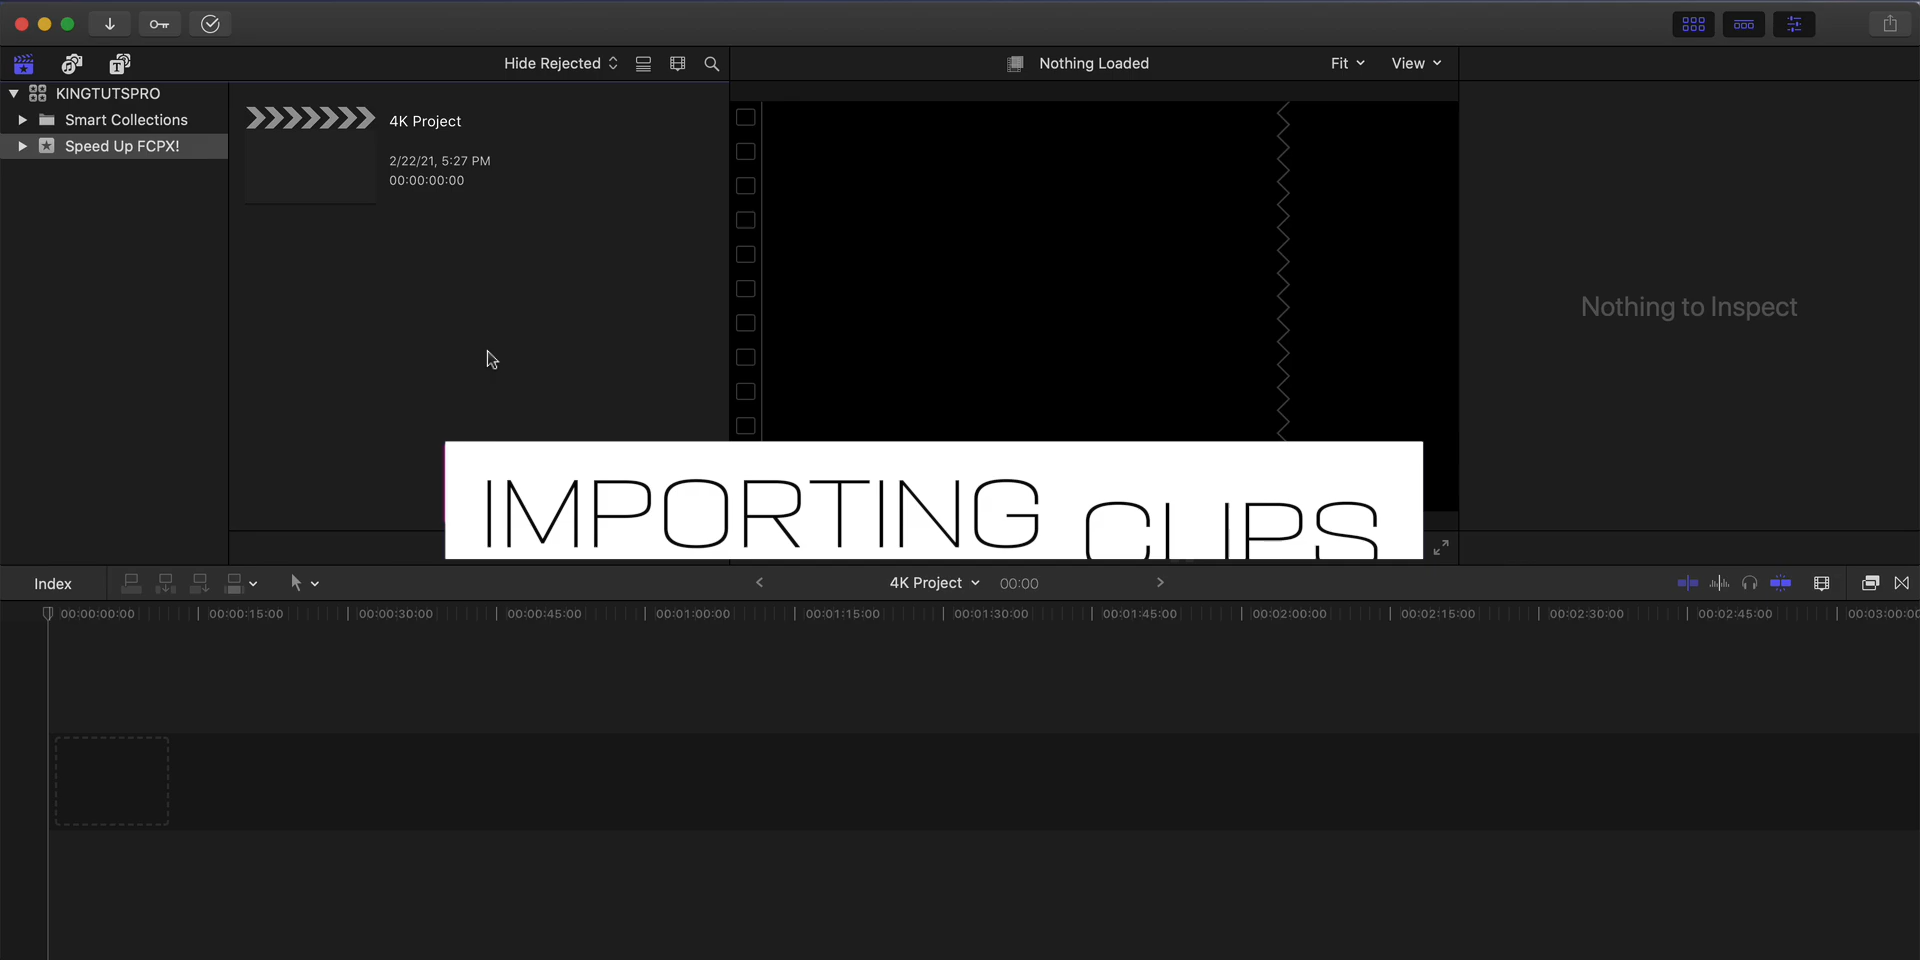 Hide Rejected
Nothing Loaded
Fit
View
KINGTUTSPRO
Smart Collections
Speed Up FCPX!
4K Project
2/22/21, 5:27 PM
00:00:00:00
Nothing to Inspect
IMPORTING CLIPS
Index
4K Project
00:00
00:00:00:00
00:00:15:00
00:00:30:00
00:00:45:00
00:01:00:00
00:01:15:00
00:01:30:00
00:01:45:00
00:02:00:00
00:02:15:00
00:02:30:00
00:02:45:00
00:03:00:00